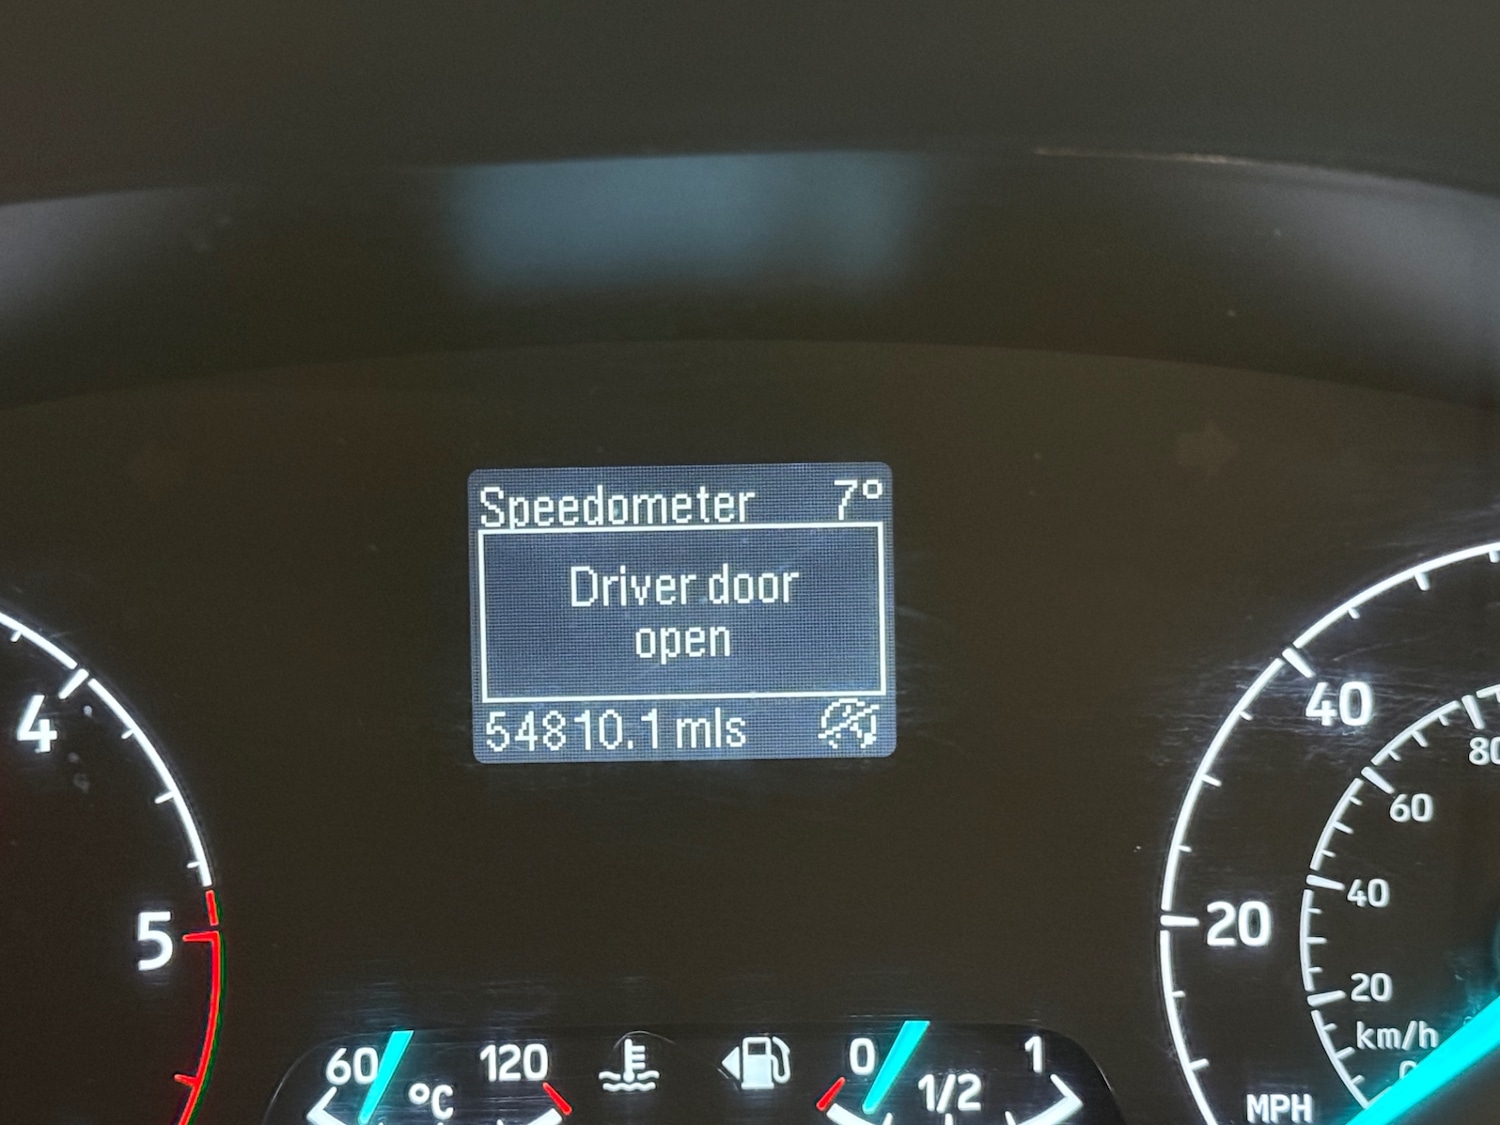 Speedometer 7°
Driver door
open
54810.1 mls
4
5
60 120
°C
0 1/2 1
40
20
MPH
80
60
40
20
km/h